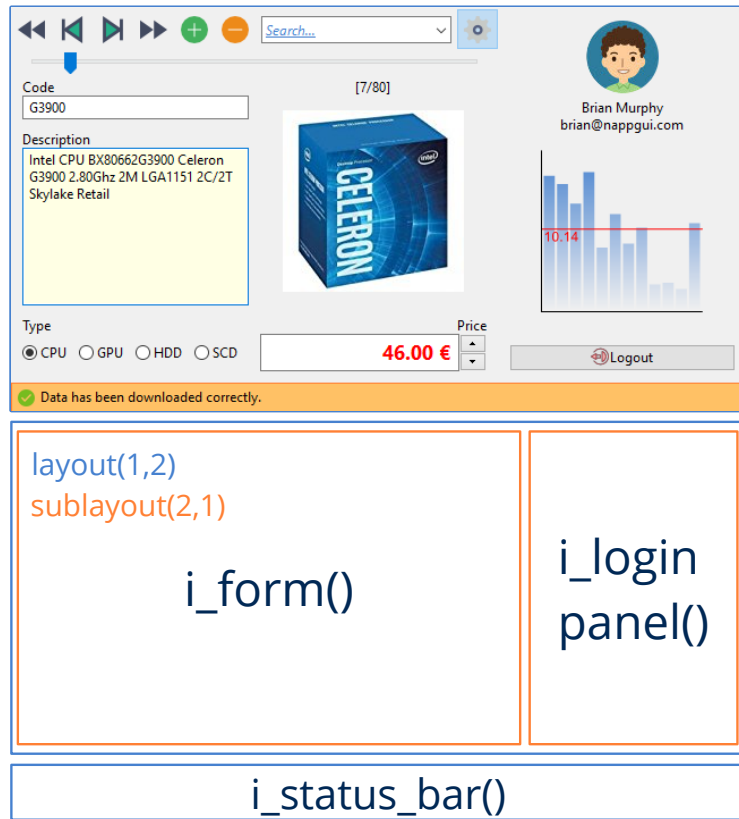 Search...
Code
[7/80]
G3900
Brian Murphy
brian@nappgui.com
Description
Intel CPU BX80662G3900 Celeron
G3900 2.80Ghz 2M LGA1151 2C/2T
Skylake Retail
intel
CELERON
10.14
Type
Price
CPU GPU HDD SCD
46.00 €
Logout
Data has been downloaded correctly.
layout(1,2)
sublayout(2,1)
i_form()
i_login
panel()
i_status_bar()